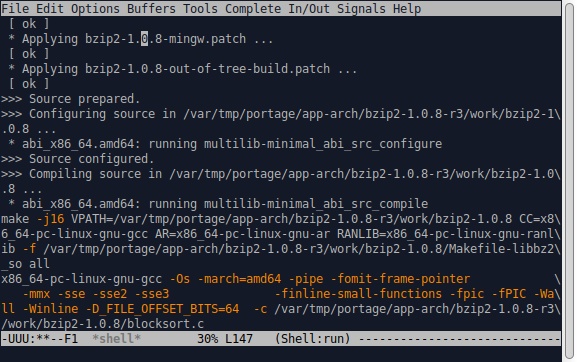 File Edit Options Buffers Tools Complete In/Out Signals Help
 [ ok ]
 * Applying bzip2-1.0.8-mingw.patch ...
 [ ok ]
 * Applying bzip2-1.0.8-out-of-tree-build.patch ...
 [ ok ]
>>> Source prepared.
>>> Configuring source in /var/tmp/portage/app-arch/bzip2-1.0.8-r3/work/bzip2-1\
.0.8 ...
 * abi_x86_64.amd64: running multilib-minimal_abi_src_configure
>>> Source configured.
>>> Compiling source in /var/tmp/portage/app-arch/bzip2-1.0.8-r3/work/bzip2-1.0\
.8 ...
 * abi_x86_64.amd64: running multilib-minimal_abi_src_compile
make -j16 VPATH=/var/tmp/portage/app-arch/bzip2-1.0.8-r3/work/bzip2-1.0.8 CC=x8\
6_64-pc-linux-gnu-gcc AR=x86_64-pc-linux-gnu-ar RANLIB=x86_64-pc-linux-gnu-ranl\
ib -f /var/tmp/portage/app-arch/bzip2-1.0.8-r3/work/bzip2-1.0.8/Makefile-libbz2\
_so all
x86_64-pc-linux-gnu-gcc -Os -march=amd64 -pipe -fomit-frame-pointer            \
   -mmx -sse -sse2 -sse3              -finline-small-functions -fpic -fPIC -Wa\
ll -Winline -D_FILE_OFFSET_BITS=64  -c /var/tmp/portage/app-arch/bzip2-1.0.8-r3\
/work/bzip2-1.0.8/blocksort.c
-UUU:**--F1  *shell*        30% L147   (Shell:run) -----------------------------